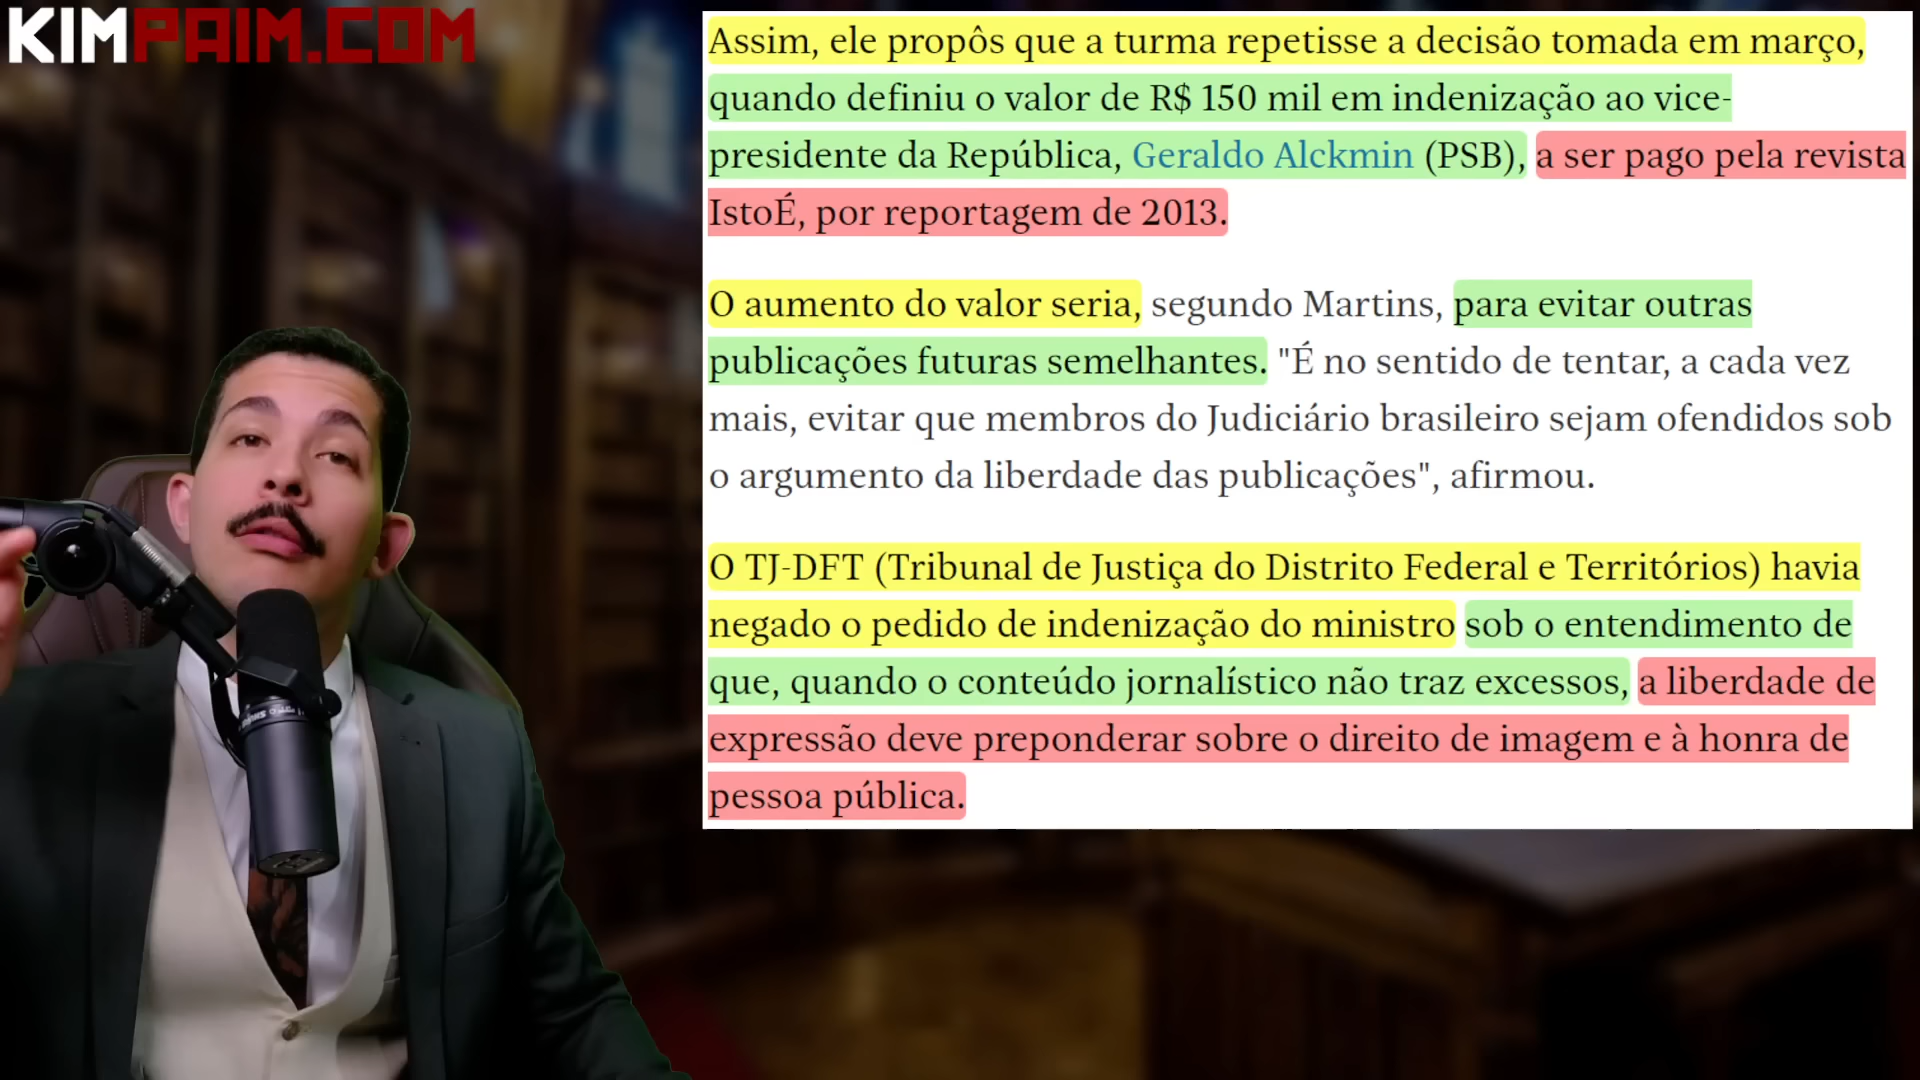 KIMPAIM.COM
Assim, ele propôs que a turma repetisse a decisão tomada em março,
quando definiu o valor de R$ 150 mil em indenização ao vice-
presidente da República, Geraldo Alckmin (PSB), a ser pago pela revista
IstoÉ, por reportagem de 2013.
O aumento do valor seria, segundo Martins, para evitar outras
publicações futuras semelhantes. "É no sentido de tentar, a cada vez
mais, evitar que membros do Judiciário brasileiro sejam ofendidos sob
o argumento da liberdade das publicações", afirmou.
O TJ-DFT (Tribunal de Justiça do Distrito Federal e Territórios) havia
negado o pedido de indenização do ministro sob o entendimento de
que, quando o conteúdo jornalístico não traz excessos, a liberdade de
expressão deve preponderar sobre o direito de imagem e à honra de
pessoa pública.